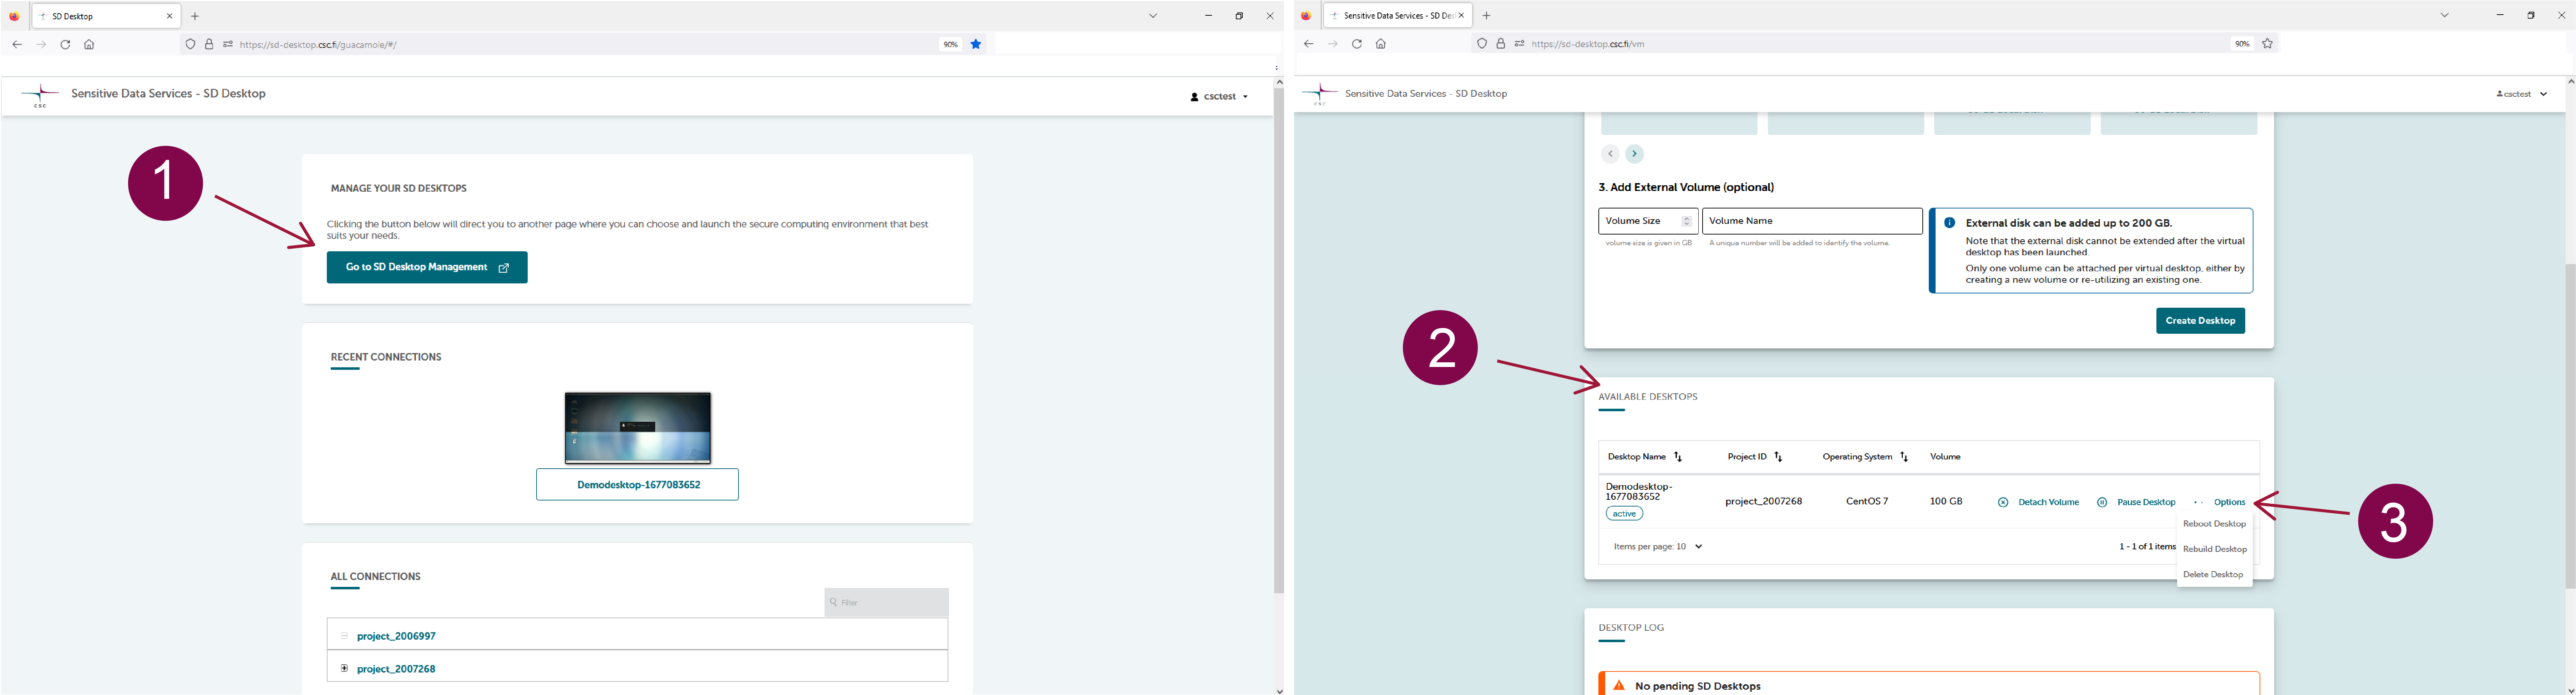 SD Desktop
https://sd-desktop.csc.fi/guacamole/#/
90%
csc
Sensitive Data Services - SD Desktop
csctest
1
MANAGE YOUR SD DESKTOPS
Clicking the button below will direct you to another page where you can choose and launch the secure computing environment that best
suits your needs.
Go to SD Desktop Management
RECENT CONNECTIONS
Demodesktop-1677083652
ALL CONNECTIONS
Filter
project_2006997
project_2007268
Sensitive Data Services - SD Des
https://sd-desktop.csc.fi/vm
90%
csc
Sensitive Data Services - SD Desktop
csctest
3. Add External Volume (optional)
Volume Size
Volume Name
volume size is given in GB
A unique number will be added to identify the volume.
External disk can be added up to 200 GB.
Note that the external disk cannot be extended after the virtual
desktop has been launched.
Only one volume can be attached per virtual desktop, either by
creating a new volume or re-utilizing an existing one.
Create Desktop
2
AVAILABLE DESKTOPS
Desktop Name
Project ID
Operating System
Volume
Demodesktop-
1677083652
active
project_2007268
CentOS 7
100 GB
Detach Volume
Pause Desktop
Options
3
Reboot Desktop
Rebuild Desktop
Delete Desktop
Items per page: 10
1 - 1 of 1 items
DESKTOP LOG
No pending SD Desktops